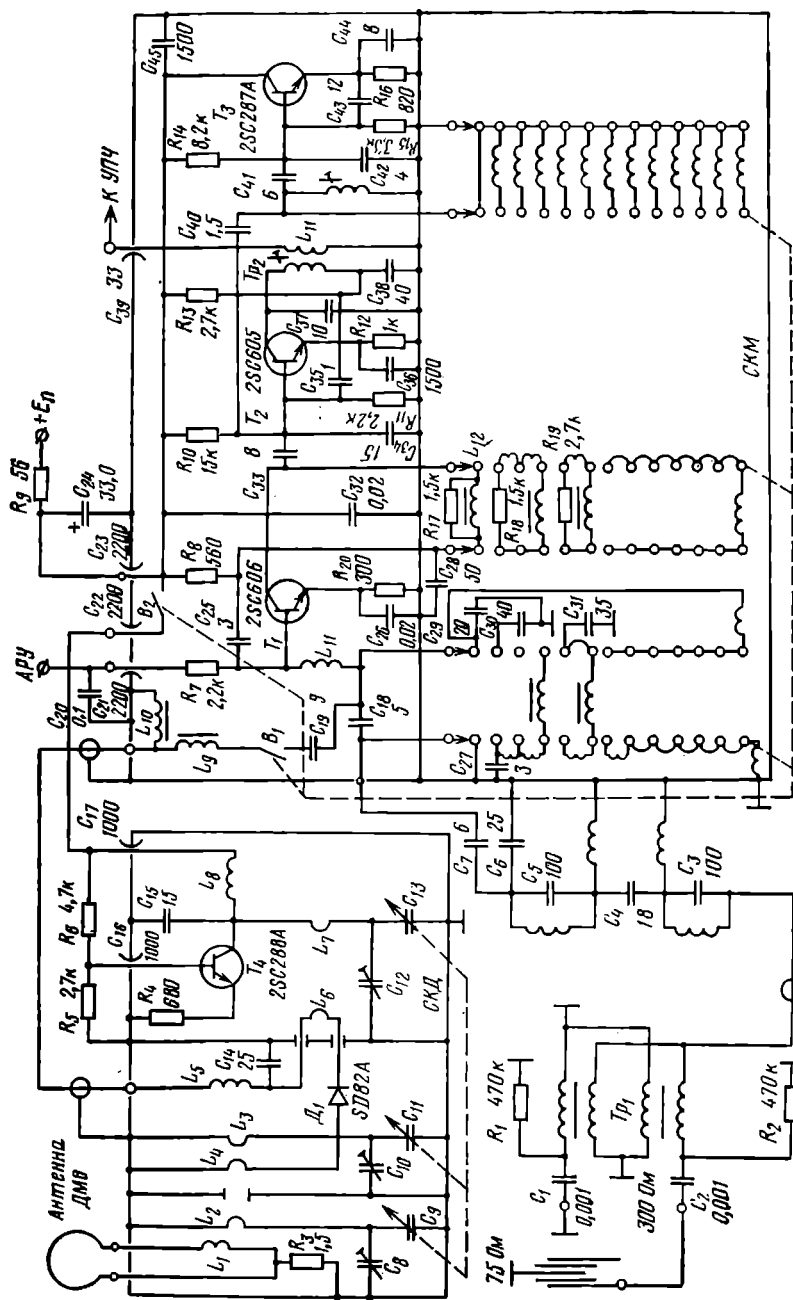 Антенна
ДМВ
L₁
L₂
L₄
L₃
R₃
1,5
C₈
C₉
C₁₀
C₁₁
L₅
C₁₄
25
Д₁
SD82A
L₆
R₅
2,7к
R₆
4,7к
R₄
680
C₁₆
1000
C₁₅
15
T₄
2SC288A
L₈
L₇
C₁₂
C₁₃
СКД
C₁₇
1000
АРУ
C₂₀
0,1
C₂₁
2200
L₁₀
L₉
B₁
C₁₉
9
C₁₈
5
R₇
2,2к
L₁₁
C₂₂
2200
B₂
C₂₃
2200
R₉ 56
+Eп
C₂₄
33,0
R₈
560
C₂₅
3
T₁
2SC606
C₂₆
0,02
R₂₀
300
C₂₈
50
C₂₉
20
C₃₀
40
C₃₁
35
C₃₂
0,02
C₃₃
8
R₁₀
15к
T₂
2SC605
C₃₄
15
R₁₁
2,2к
C₃₅
1
C₃₆
1500
R₁₂
1к
C₃₇
10
C₃₈
40
R₁₃
2,7к
Тр₂
L₁₁
C₃₉
33
К УПЧ
C₄₀
1,5
C₄₁
6
C₄₂
4
R₁₄
8,2к
T₃
2SC287A
R₁₅
3,3к
C₄₃
12
R₁₆
820
C₄₄
8
C₄₅
1500
R₁₇
1,5к
L₁₂
R₁₈
1,5к
R₁₉
2,7к
СКМ
C₂₇
3
C₇
6
C₆
25
C₅
100
C₄
18
C₃
100
R₁
470к
C₁
0,001
Тр₁
300 Ом
75 Ом
C₂
0,001
R₂
470к